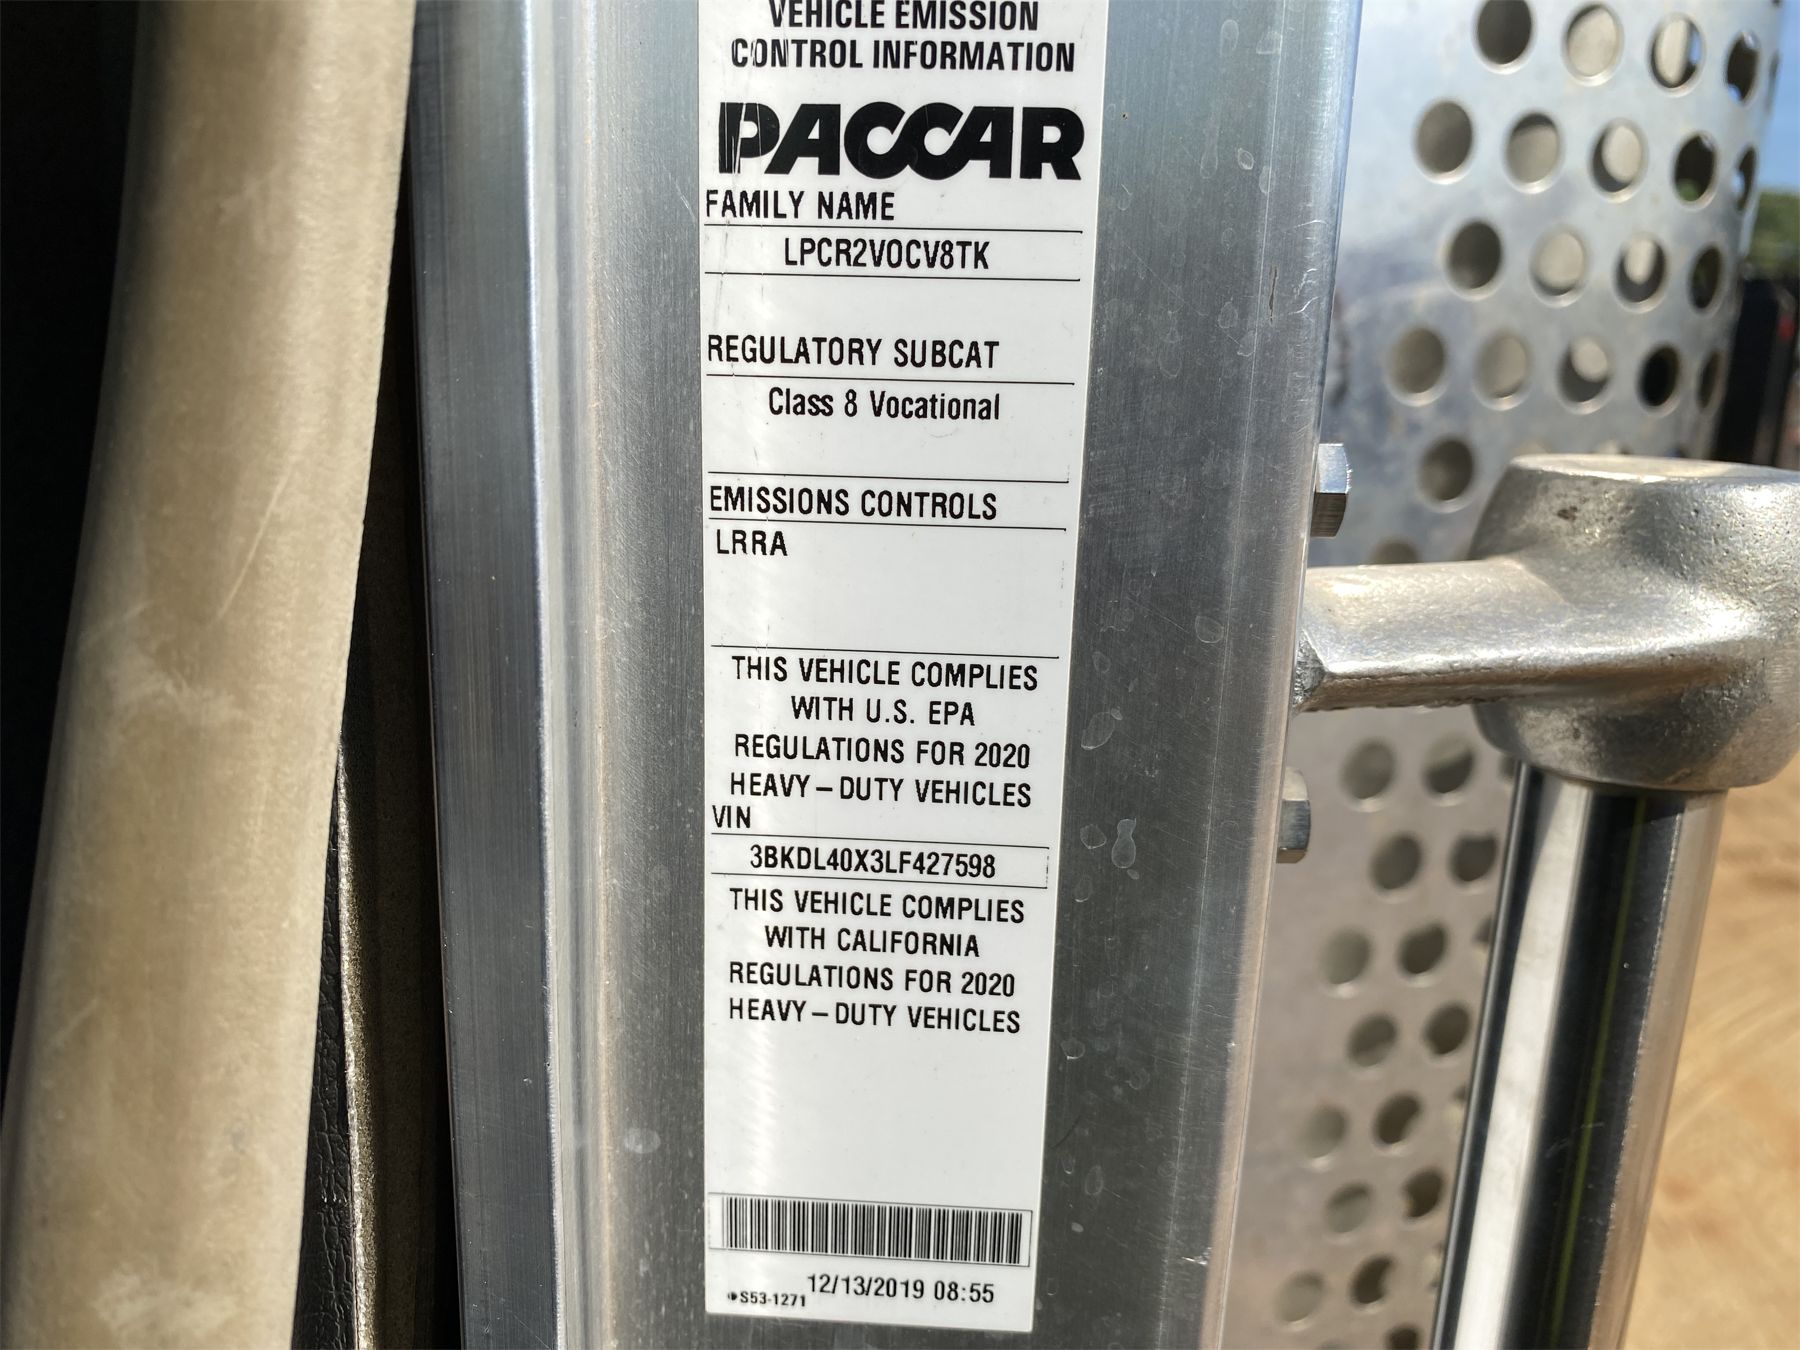 VEHICLE EMISSION
CONTROL INFORMATION
PACCAR
FAMILY NAME
LPCR2VOCV8TK
REGULATORY SUBCAT
Class 8 Vocational
EMISSIONS CONTROLS
LRRA
THIS VEHICLE COMPLIES
WITH U.S. EPA
REGULATIONS FOR 2020
HEAVY–DUTY VEHICLES
VIN
3BKDL40X3LF427598
THIS VEHICLE COMPLIES
WITH CALIFORNIA
REGULATIONS FOR 2020
HEAVY–DUTY VEHICLES
S53-1271 12/13/2019 08:55